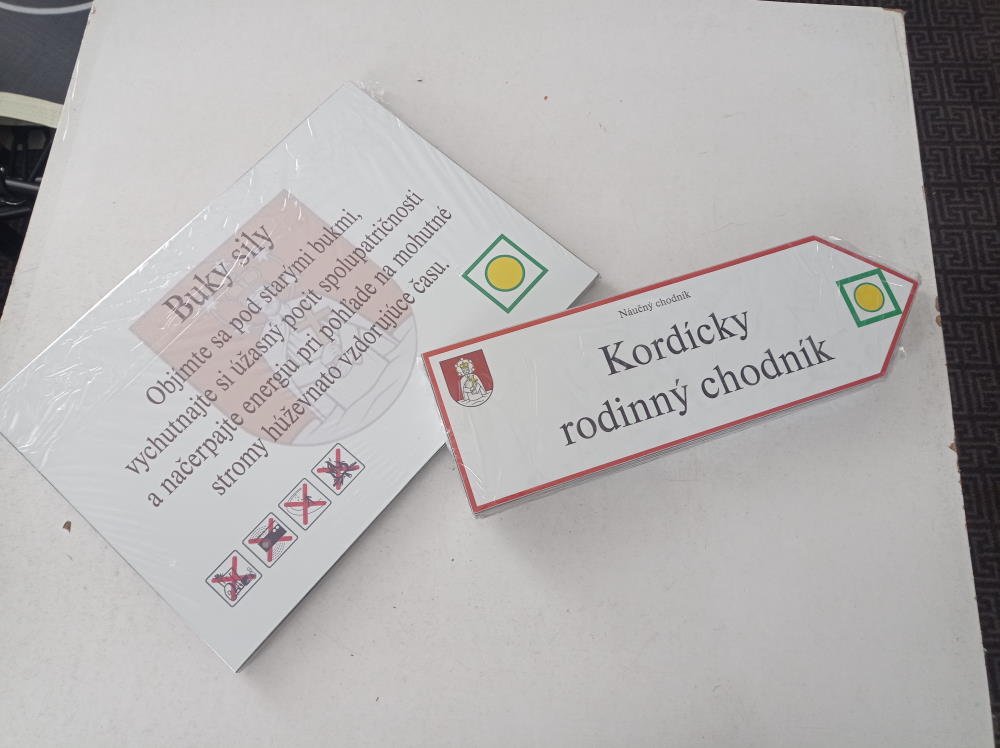 Buky sily
Objímte sa pod starými bukmi,
vychutnajte si úžasný pocit spolupatričnosti
a načerpajte energiu pri pohľade na mohutné
stromy húževnato vzdorujúce času.
Náučný chodník
Kordícky
rodinný chodník